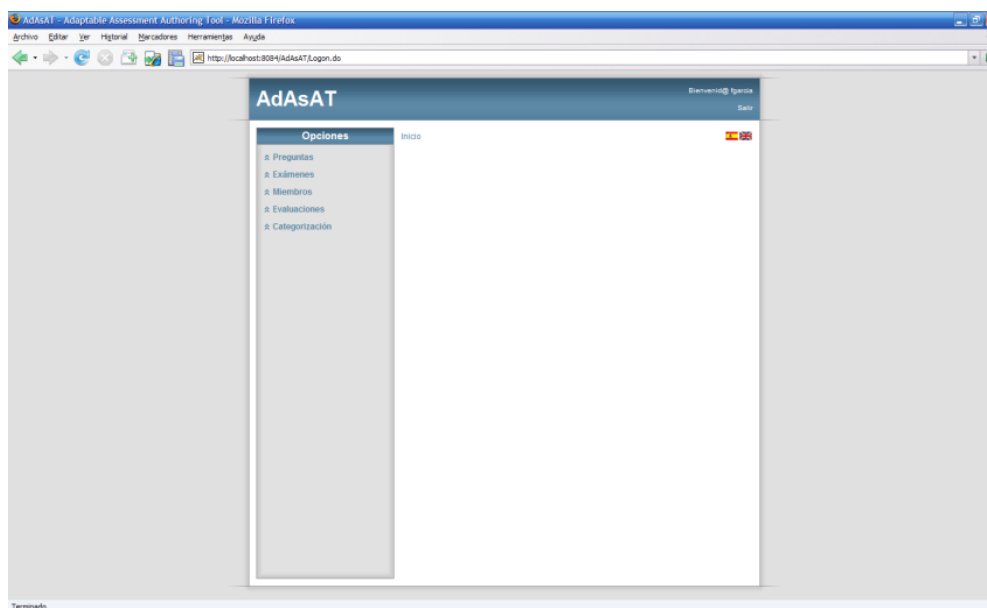 AdAsAT - Adaptable Assessment Authoring Tool - Mozilla Firefox
Archivo Editar Ver Historial Marcadores Herramientas Ayuda
http://localhost:8084/AdAsAT/Logon.do
AdAsAT
Bienvenid@ fgarcia
Salir
Opciones
Inicio
Preguntas
Exámenes
Miembros
Evaluaciones
Categorización
Terminado